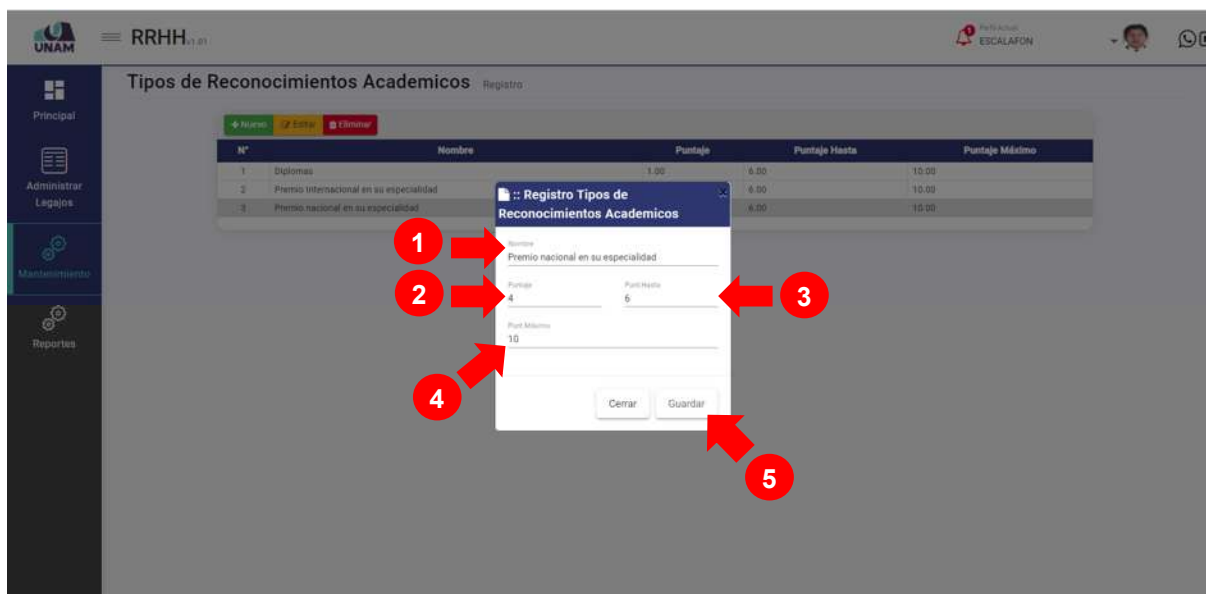 UNAM
RRHH v1.01
Perfil Actual
ESCALAFON
Principal
Administrar
Legajos
Mantenimiento
Reportes
Tipos de Reconocimientos Academicos Registro
Nuevo Editar Eliminar
N° Nombre Puntaje Puntaje Hasta Puntaje Máximo
1 Diplomas 1.00 6.00 10.00
2 Premio Internacional en su especialidad 6.00 10.00
3 Premio nacional en su especialidad 6.00 10.00
:: Registro Tipos de
Reconocimientos Academicos
x
1
Nombre
Premio nacional en su especialidad
2
Puntaje Punt Hasta
4 6
3
Punt Máximo
10
4
Cerrar Guardar
5